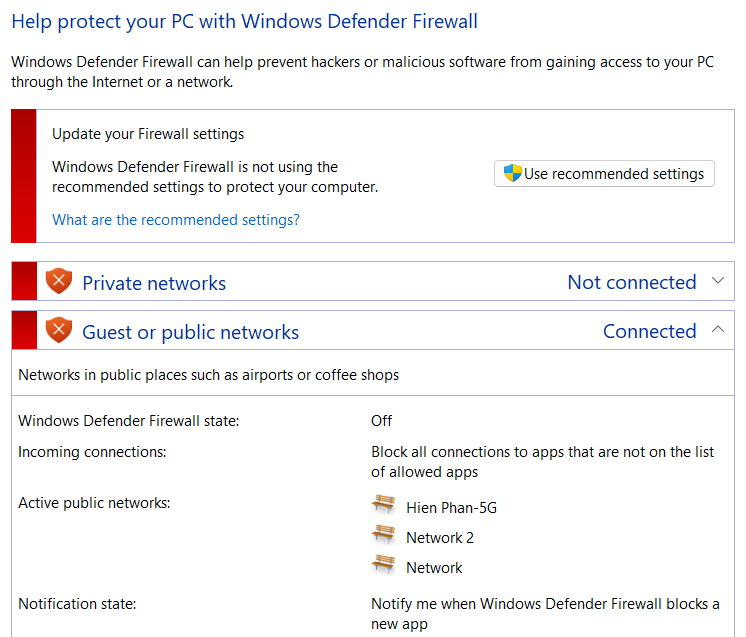 Help protect your PC with Windows Defender Firewall
Windows Defender Firewall can help prevent hackers or malicious software from gaining access to your PC
through the Internet or a network.
Update your Firewall settings
Windows Defender Firewall is not using the
recommended settings to protect your computer.
Use recommended settings
What are the recommended settings?
Private networks
Not connected
Guest or public networks
Connected
Networks in public places such as airports or coffee shops
Windows Defender Firewall state:
Off
Incoming connections:
Block all connections to apps that are not on the list
of allowed apps
Active public networks:
Hien Phan-5G
Network 2
Network
Notification state:
Notify me when Windows Defender Firewall blocks a
new app